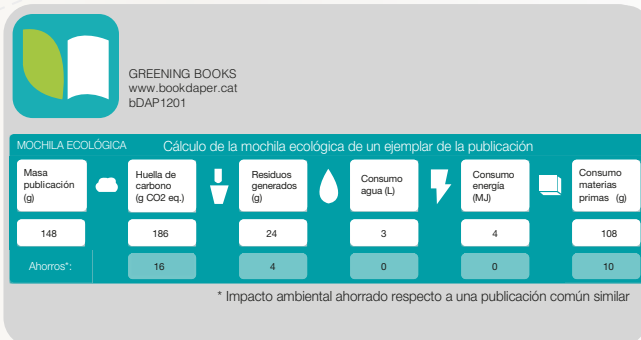 GREENING BOOKS
www.bookdaper.cat
bDAP1201
MOCHILA ECOLÓGICA Cálculo de la mochila ecológica de un ejemplar de la publicación
Masa
publicación
(g)
Huella de
carbono
(g CO2 eq.)
Residuos
generados
(g)
Consumo
agua (L)
Consumo
energía
(MJ)
Consumo
materias
primas (g)
148 186 24 3 4 108
Ahorros*: 16 4 0 0 10
* Impacto ambiental ahorrado respecto a una publicación común similar